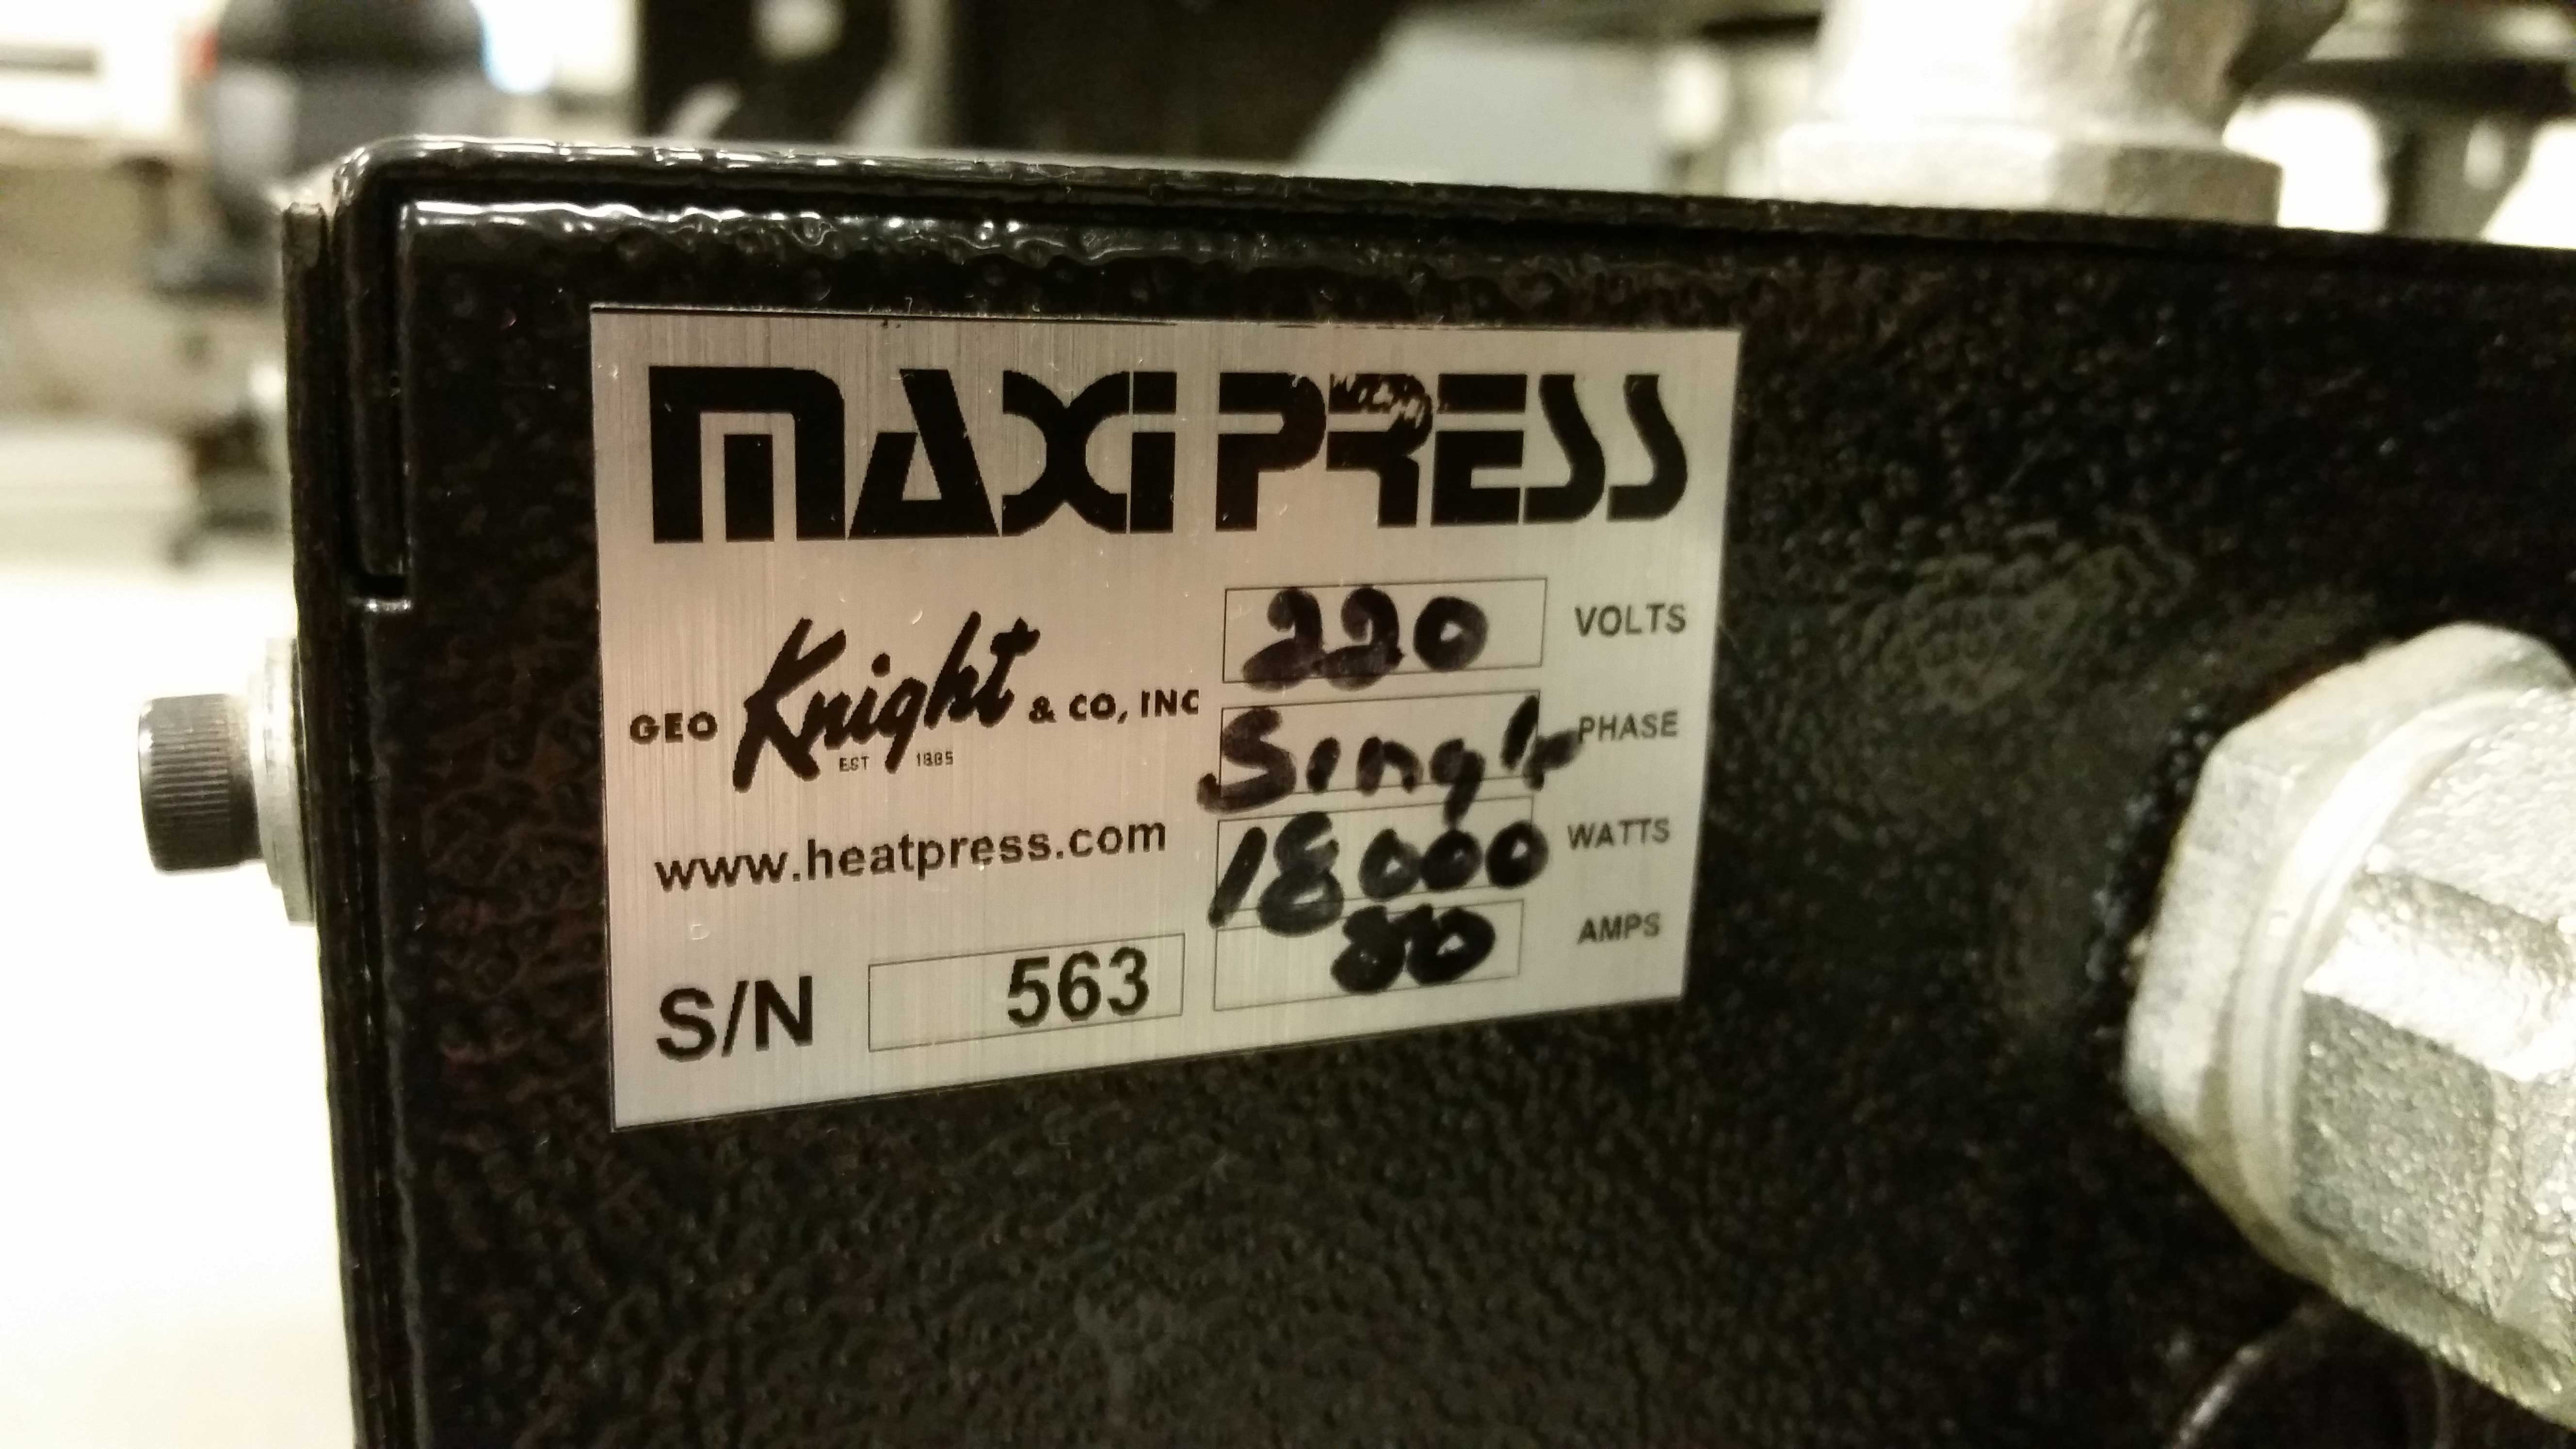 MAXI PRESS
220 VOLTS
GEO Knight & CO, INC
EST 1885
Single PHASE
www.heatpress.com
18000 WATTS
80 AMPS
S/N 563